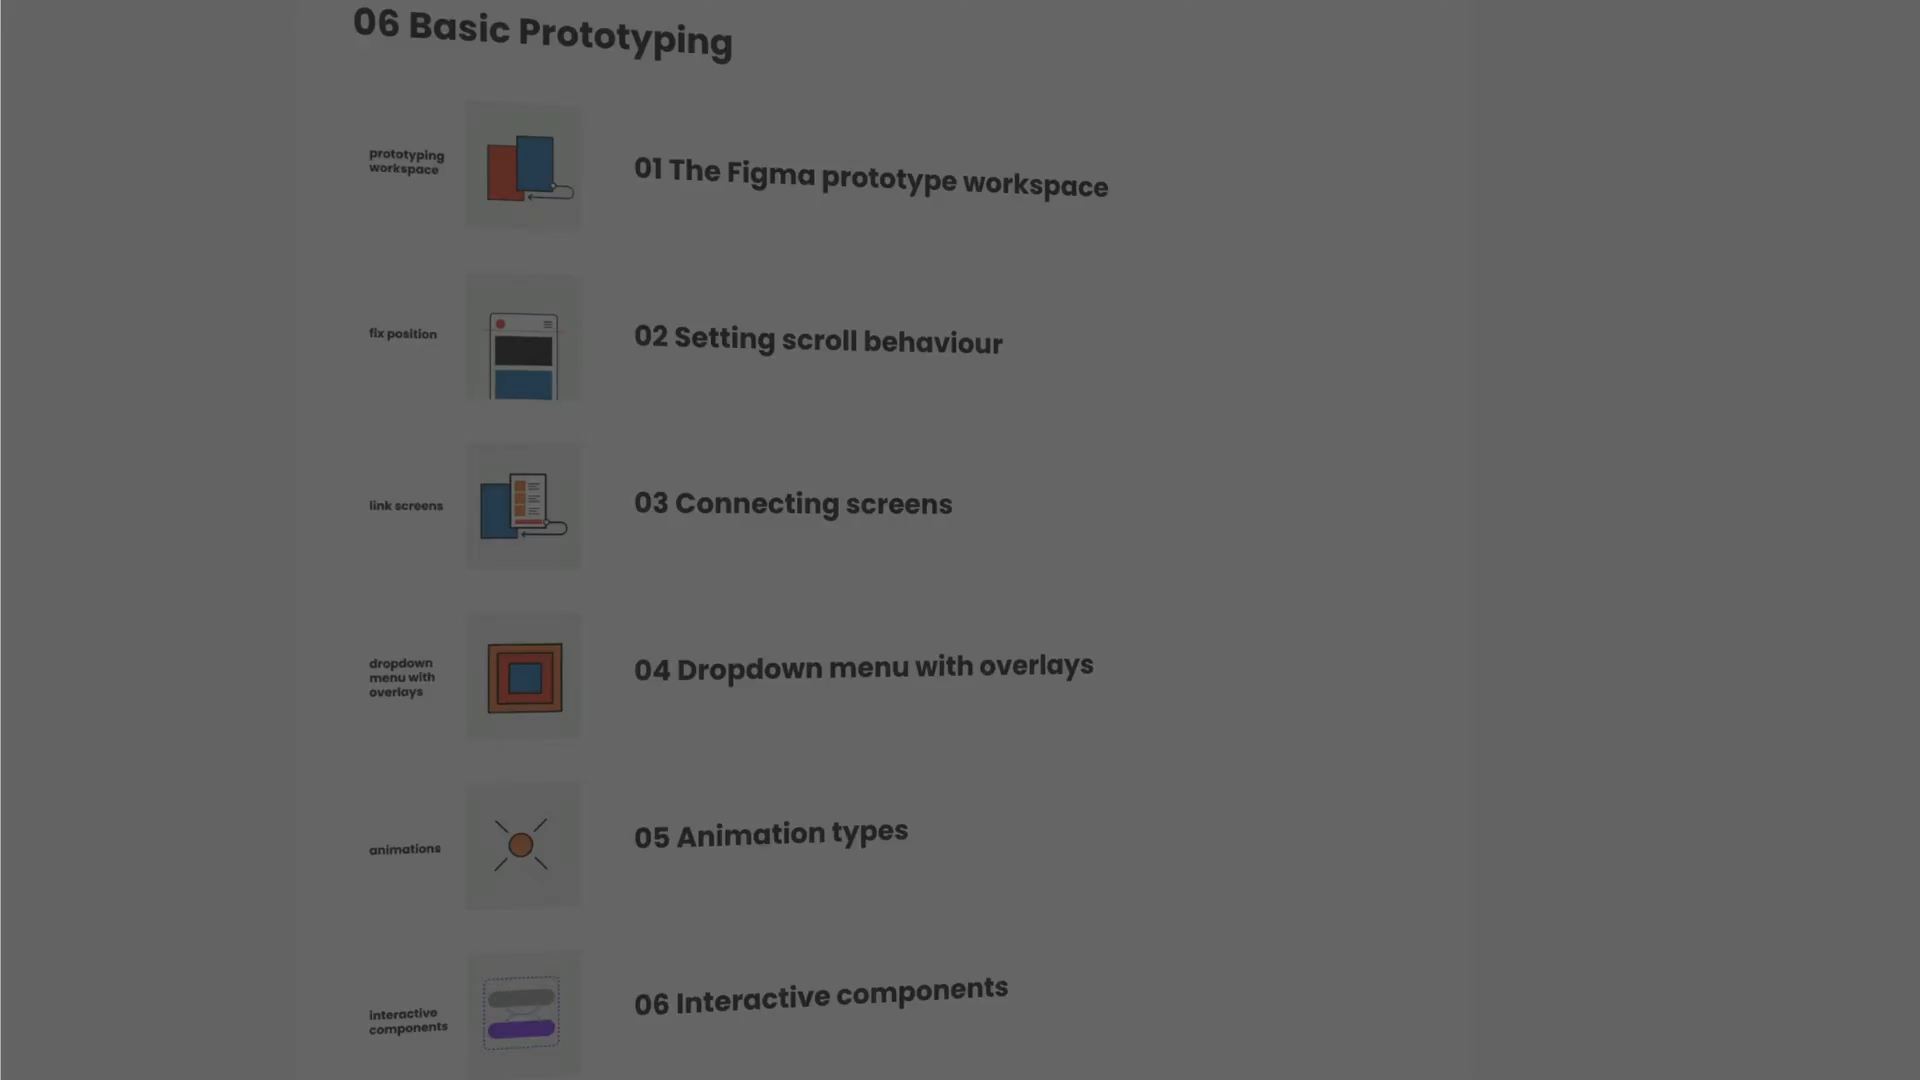 06 Basic Prototyping
prototyping
workspace
01 The Figma prototype workspace
fix position
02 Setting scroll behaviour
link screens
03 Connecting screens
dropdown
menu with
overlays
04 Dropdown menu with overlays
animations
05 Animation types
interactive
components
06 Interactive components